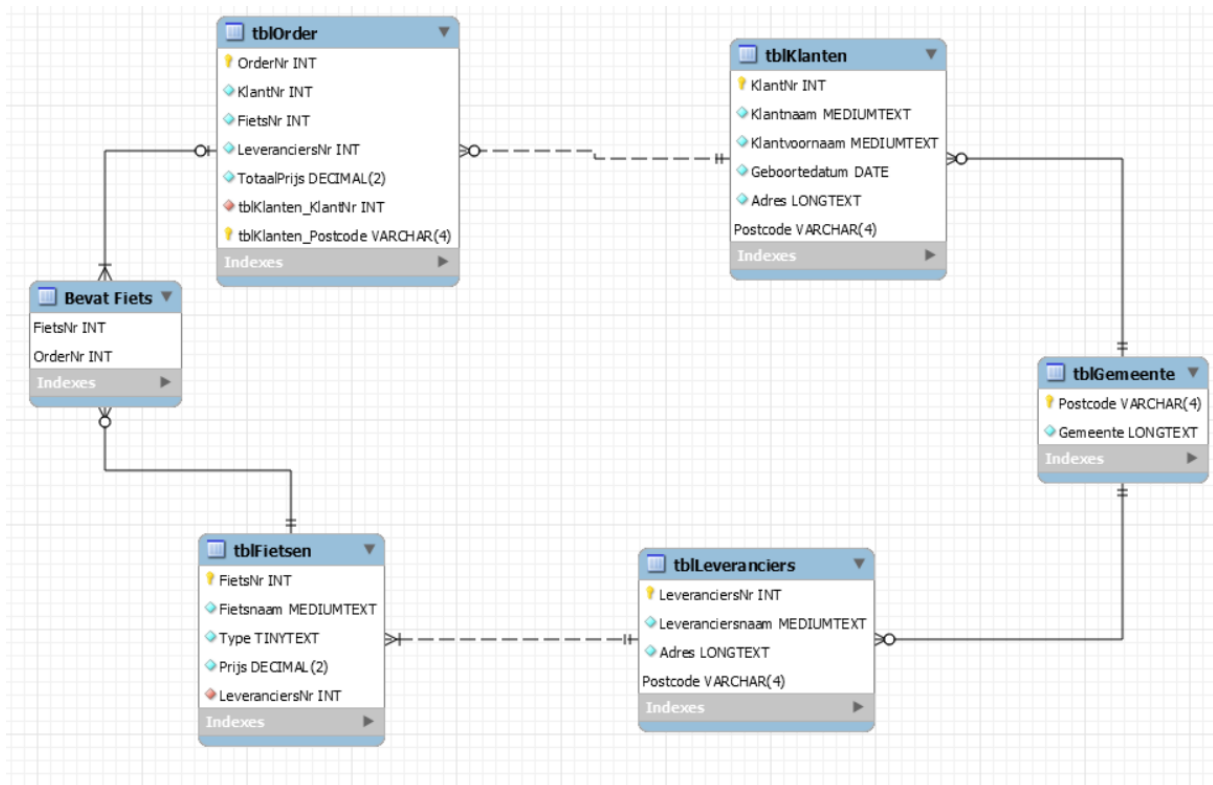 tblOrder
OrderNr INT
KlantNr INT
FietsNr INT
LeveranciersNr INT
TotaalPrijs DECIMAL(2)
tblKlanten_KlantNr INT
tblKlanten_Postcode VARCHAR(4)
Indexes
tblKlanten
KlantNr INT
Klantnaam MEDIUMTEXT
Klantvoornaam MEDIUMTEXT
Geboortedatum DATE
Adres LONGTEXT
Postcode VARCHAR(4)
Indexes
Bevat Fiets
FietsNr INT
OrderNr INT
Indexes
tblGemeente
Postcode VARCHAR(4)
Gemeente LONGTEXT
Indexes
tblFietsen
FietsNr INT
Fietsnaam MEDIUMTEXT
Type TINYTEXT
Prijs DECIMAL(2)
LeveranciersNr INT
Indexes
tblLeveranciers
LeveranciersNr INT
Leveranciersnaam MEDIUMTEXT
Adres LONGTEXT
Postcode VARCHAR(4)
Indexes